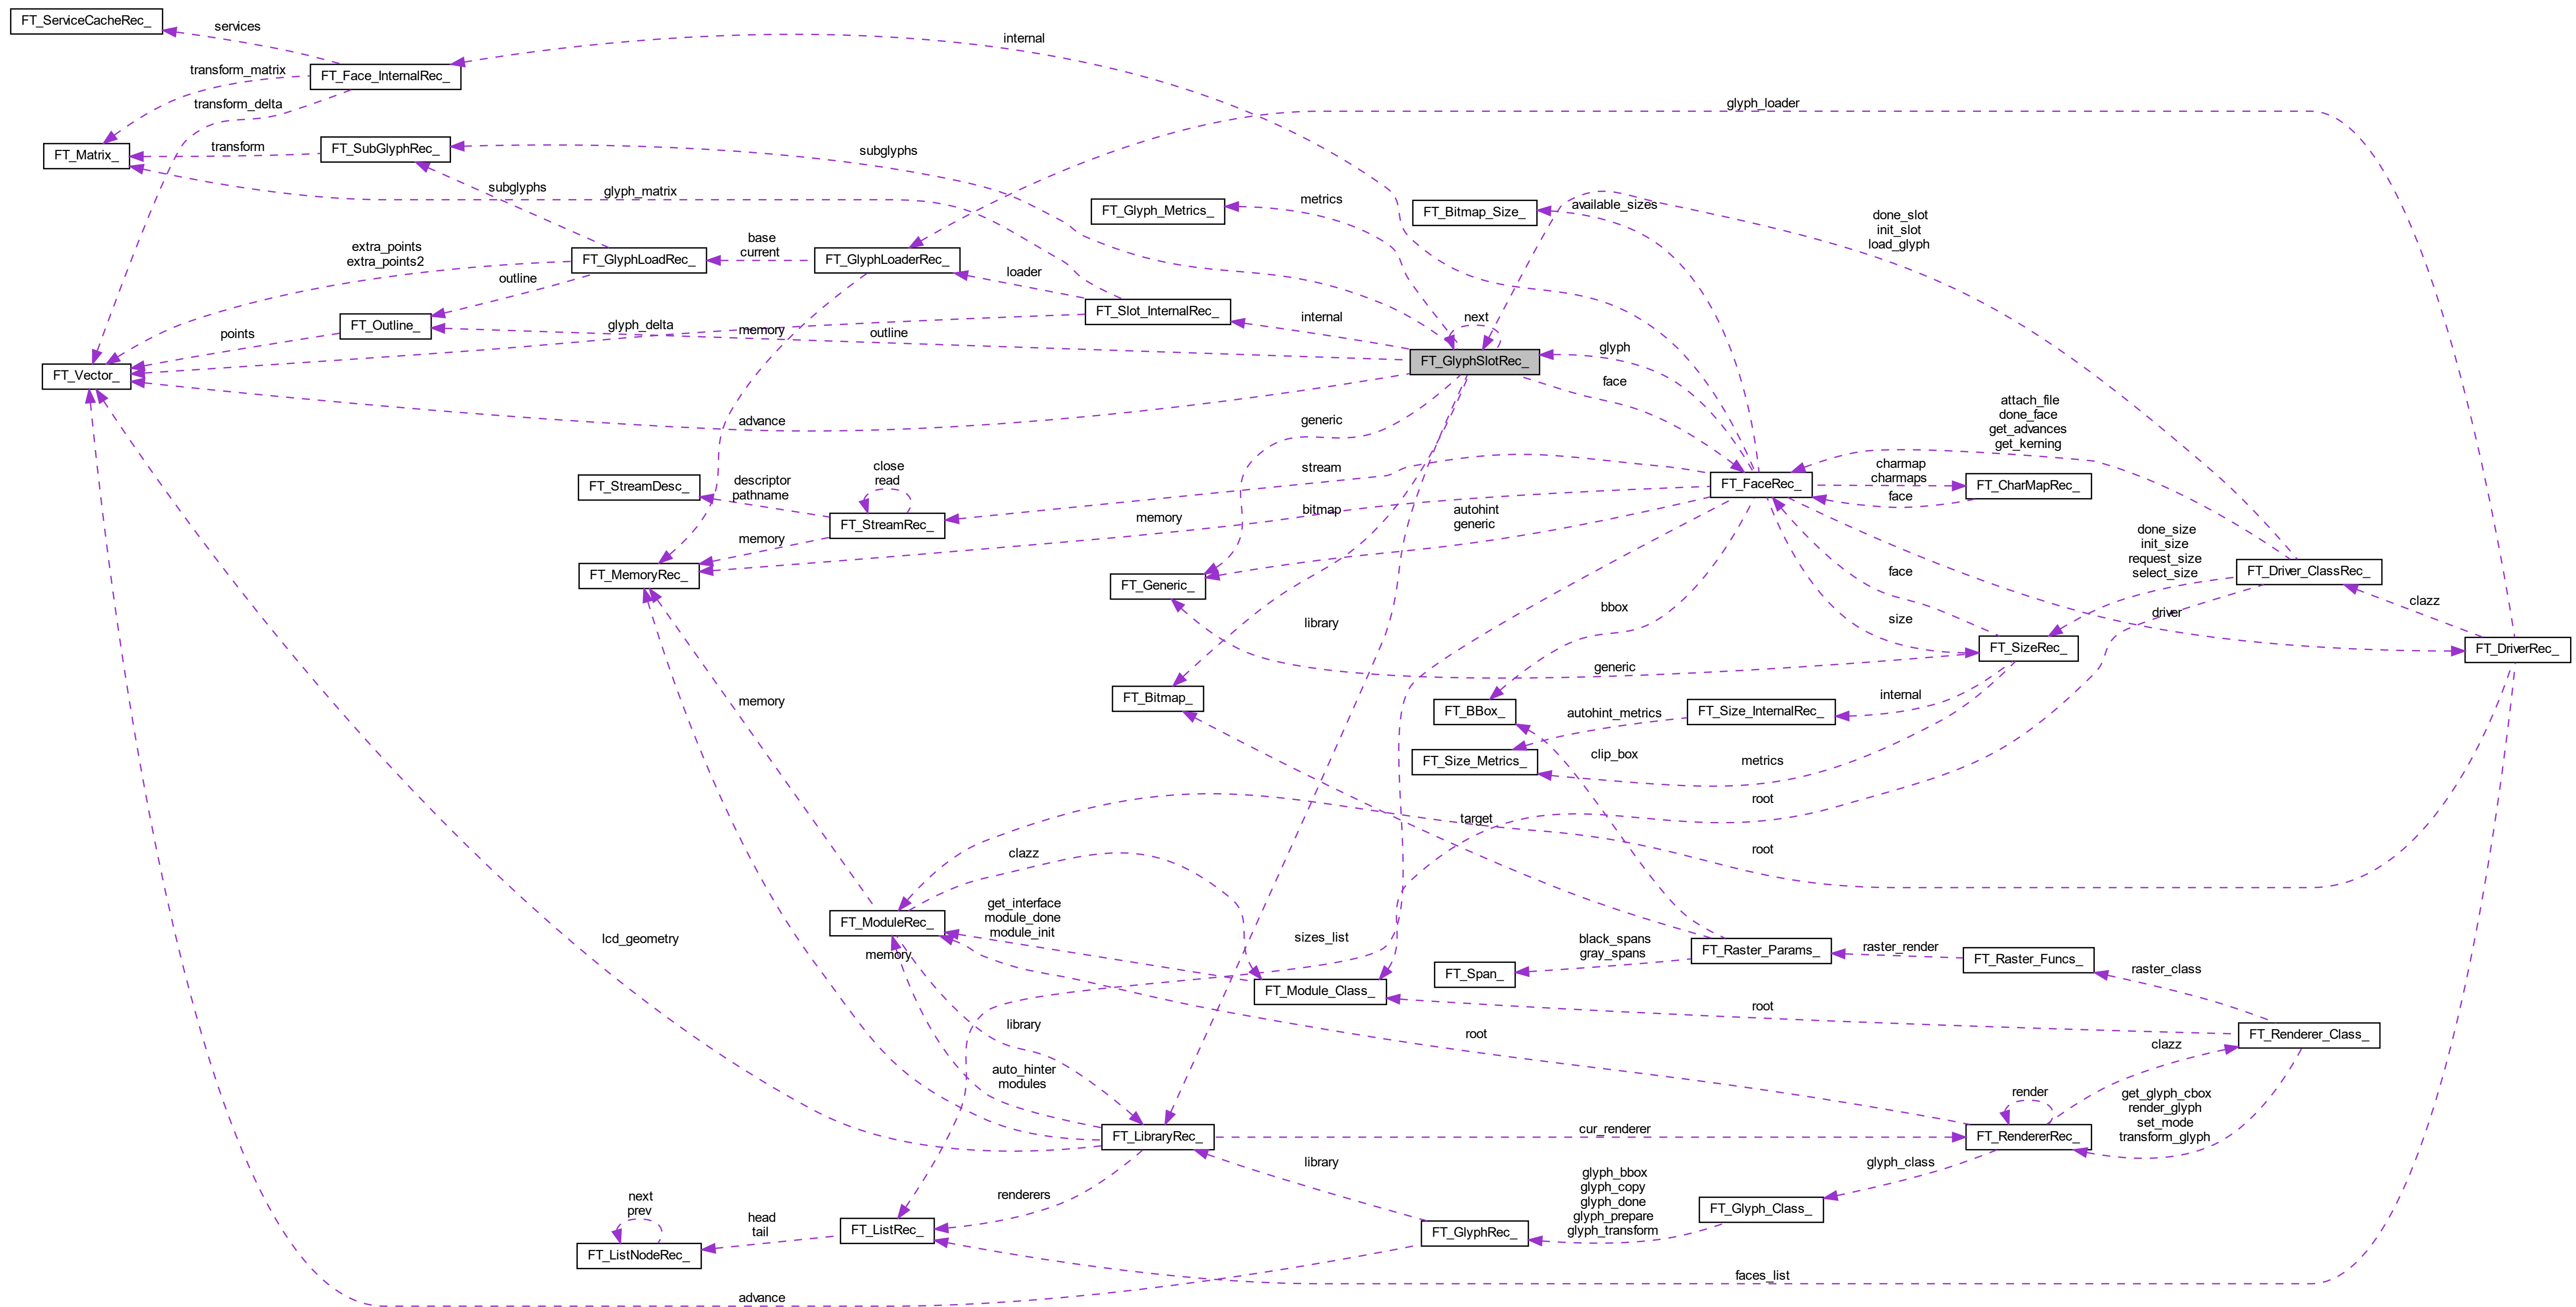 FT_ServiceCacheRec_
services
internal
FT_Face_InternalRec_
transform_matrix
transform_delta
glyph_loader
FT_Matrix_
transform
FT_SubGlyphRec_
subglyphs
subglyphs
glyph_matrix
metrics
FT_Glyph_Metrics_
FT_Bitmap_Size_
available_sizes
done_slot
init_slot
load_glyph
extra_points
extra_points2
FT_GlyphLoadRec_
base
current
FT_GlyphLoaderRec_
outline
loader
FT_Slot_InternalRec_
FT_Outline_
points
glyph_delta
memory
outline
internal
next
FT_GlyphSlotRec_
glyph
face
FT_Vector_
advance
generic
attach_file
done_face
get_advances
get_kerning
FT_StreamDesc_
descriptor
pathname
close
read
FT_StreamRec_
stream
FT_FaceRec_
charmap
charmaps
face
FT_CharMapRec_
memory
memory
bitmap
autohint
generic
FT_MemoryRec_
FT_Generic_
done_size
init_size
request_size
select_size
FT_Driver_ClassRec_
face
clazz
bbox
size
driver
library
FT_SizeRec_
FT_DriverRec_
generic
memory
FT_Bitmap_
FT_BBox_
autohint_metrics
FT_Size_InternalRec_
internal
clip_box
FT_Size_Metrics_
metrics
root
target
root
clazz
FT_ModuleRec_
get_interface
module_done
module_init
lcd_geometry
memory
sizes_list
FT_Module_Class_
black_spans
gray_spans
FT_Span_
FT_Raster_Params_
raster_render
FT_Raster_Funcs_
raster_class
root
library
root
FT_Renderer_Class_
clazz
auto_hinter
modules
render
get_glyph_cbox
render_glyph
set_mode
transform_glyph
FT_LibraryRec_
cur_renderer
FT_RendererRec_
library
glyph_class
renderers
glyph_bbox
glyph_copy
glyph_done
glyph_prepare
glyph_transform
FT_Glyph_Class_
next
prev
FT_ListNodeRec_
head
tail
FT_ListRec_
FT_GlyphRec_
faces_list
advance